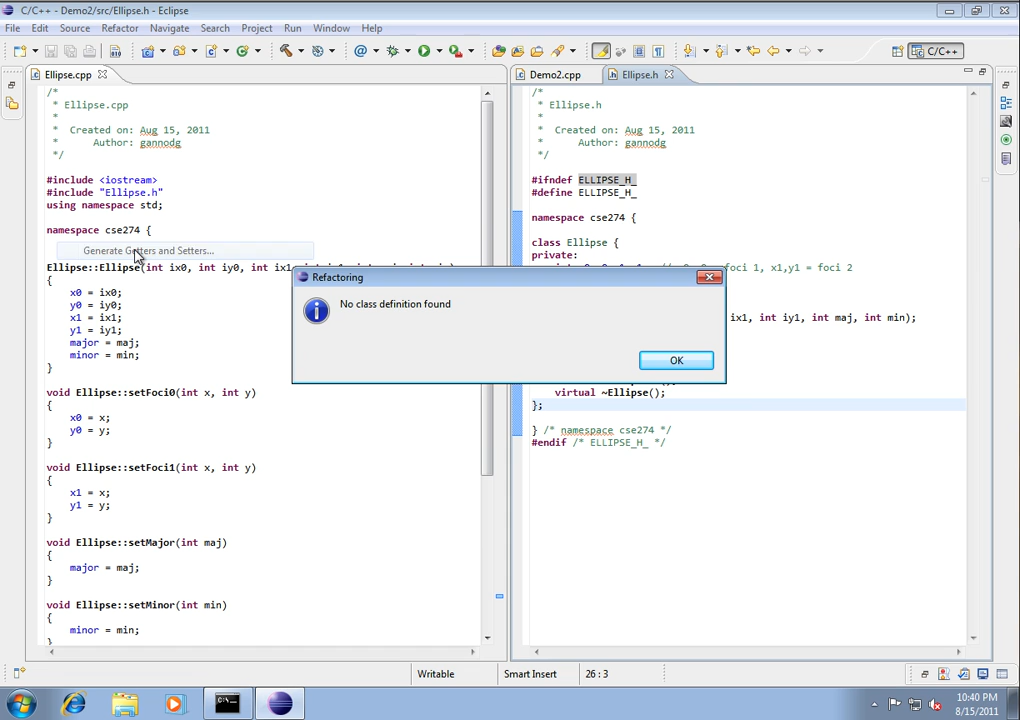 C/C++ - Demo2/src/Ellipse.h - Eclipse
File Edit Source Refactor Navigate Search Project Run Window Help
C/C++
Ellipse.cpp
/*
 * Ellipse.cpp
 *
 *  Created on: Aug 15, 2011
 *      Author: gannodg
 */
#include <iostream>
#include "Ellipse.h"
using namespace std;
namespace cse274 {
Generate Getters and Setters...
Ellipse::Ellipse(int ix0, int iy0, int ix1,
{
    x0 = ix0;
    y0 = iy0;
    x1 = ix1;
    y1 = iy1;
    major = maj;
    minor = min;
}
void Ellipse::setFoci0(int x, int y)
{
    x0 = x;
    y0 = y;
}
void Ellipse::setFoci1(int x, int y)
{
    x1 = x;
    y1 = y;
}
void Ellipse::setMajor(int maj)
{
    major = maj;
}
void Ellipse::setMinor(int min)
{
    minor = min;
}
Demo2.cpp
Ellipse.h
/*
 * Ellipse.h
 *
 *  Created on: Aug 15, 2011
 *      Author: gannodg
 */
#ifndef ELLIPSE_H_
#define ELLIPSE_H_
namespace cse274 {
class Ellipse {
private:
foci 1, x1,y1 = foci 2
ix1, int iy1, int maj, int min);
    virtual ~Ellipse();
};
} /* namespace cse274 */
#endif /* ELLIPSE_H_ */
Refactoring
No class definition found
OK
Writable Smart Insert 26 : 3
10:40 PM
8/15/2011